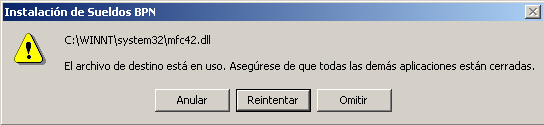 Instalación de Sueldos BPN
C:\WINNT\system32\mfc42.dll
El archivo de destino está en uso. Asegúrese de que todas las demás aplicaciones están cerradas.
Anular Reintentar Omitir